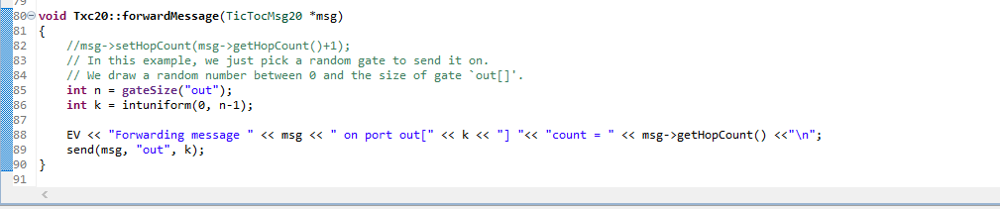 79
80 void Txc20::forwardMessage(TicTocMsg20 *msg)
81 {
82     //msg->setHopCount(msg->getHopCount()+1);
83     // In this example, we just pick a random gate to send it on.
84     // We draw a random number between 0 and the size of gate `out[]'.
85     int n = gateSize("out");
86     int k = intuniform(0, n-1);
87
88     EV << "Forwarding message " << msg << " on port out[" << k << "] "<< "count = " << msg->getHopCount() <<"\n";
89     send(msg, "out", k);
90 }
91